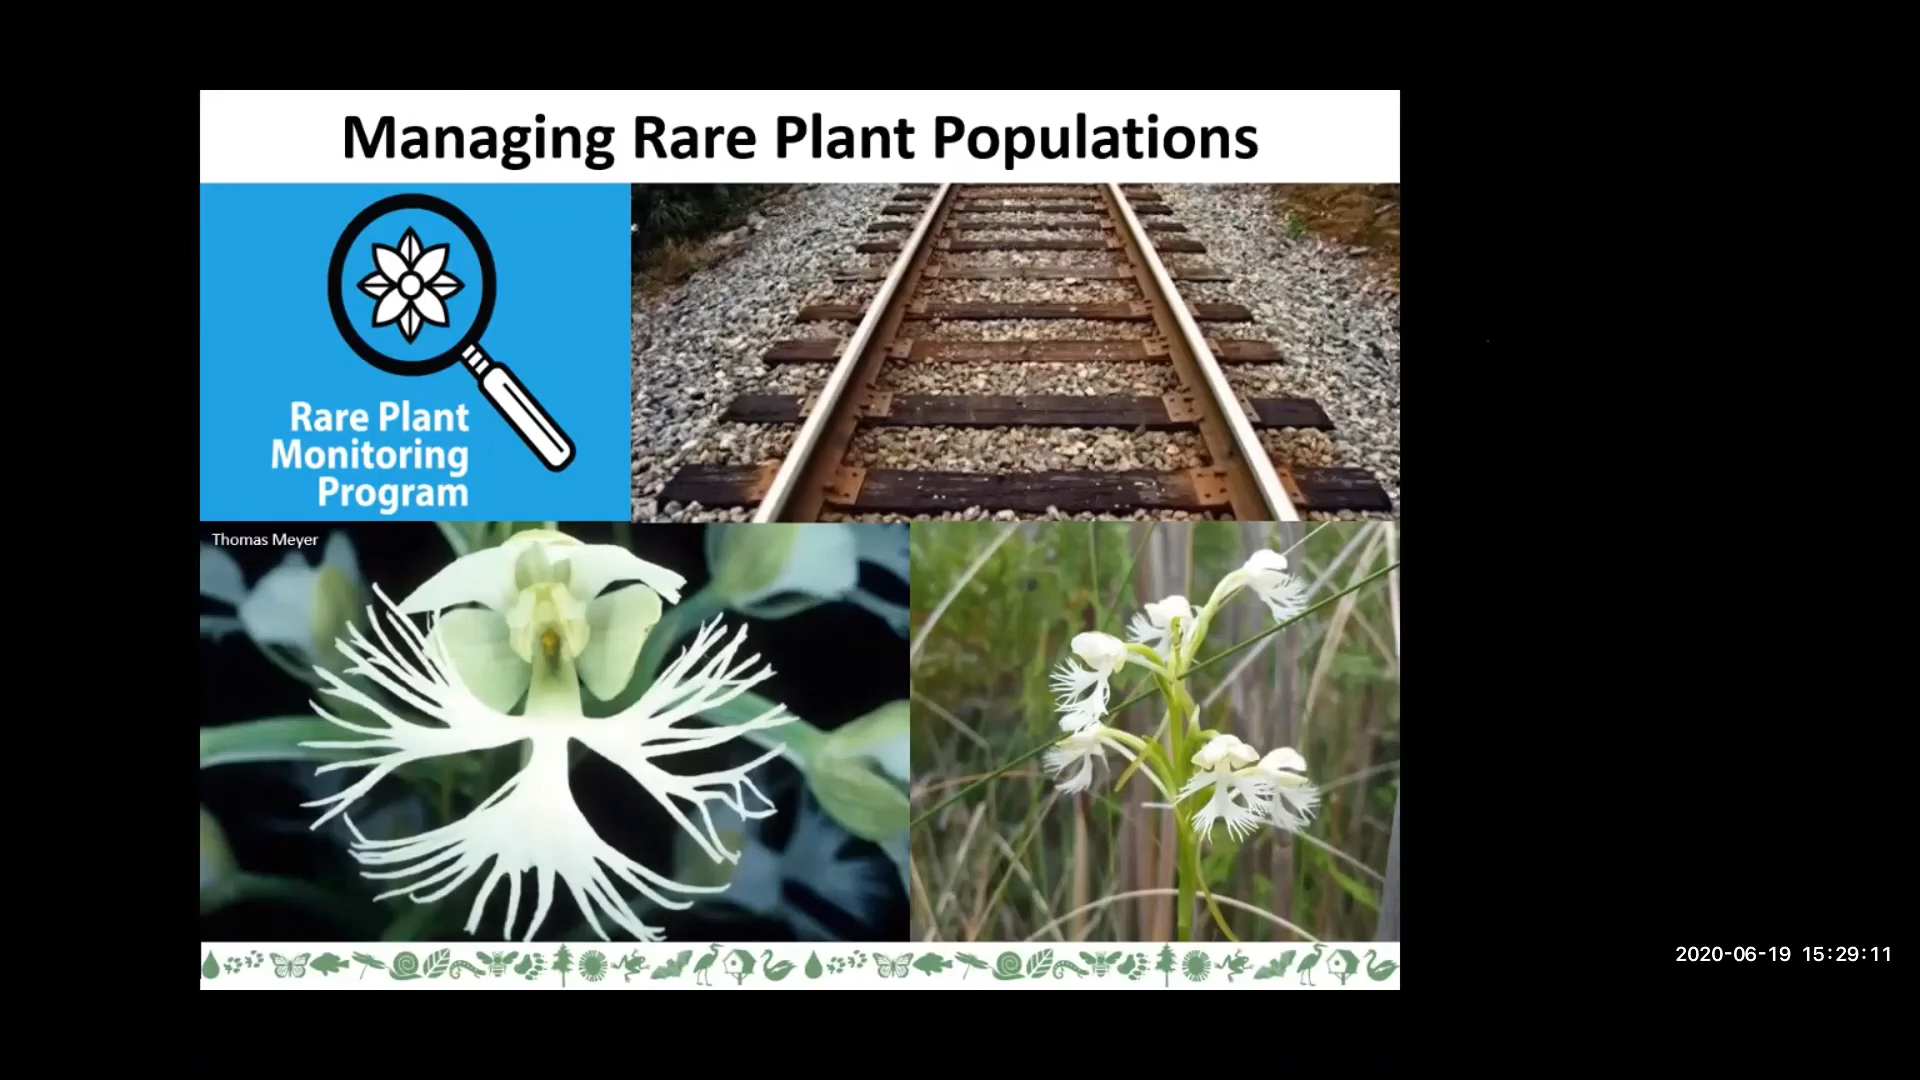 Managing Rare Plant Populations
Rare Plant
Monitoring
Program
Thomas Meyer
2020-06-19 15:29:11